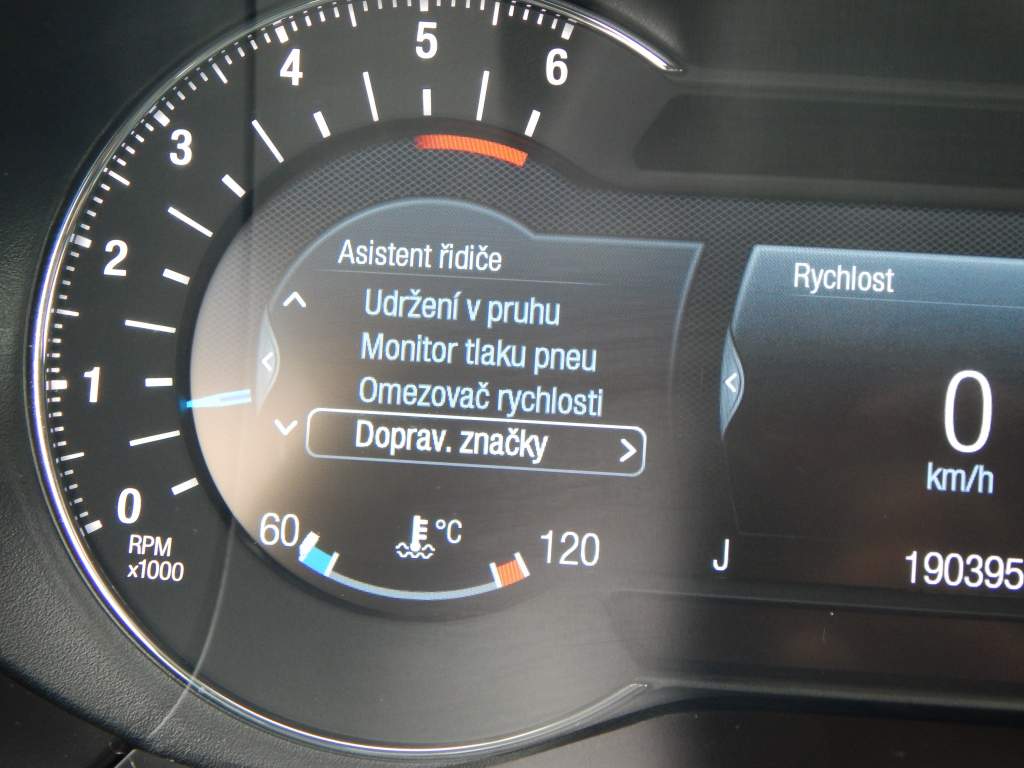 0
1
2
3
4
5
6
RPM
x1000
Asistent řidiče
Udržení v pruhu
Monitor tlaku pneu
Omezovač rychlosti
Doprav. značky
60
°C
120
Rychlost
0
km/h
J
190395